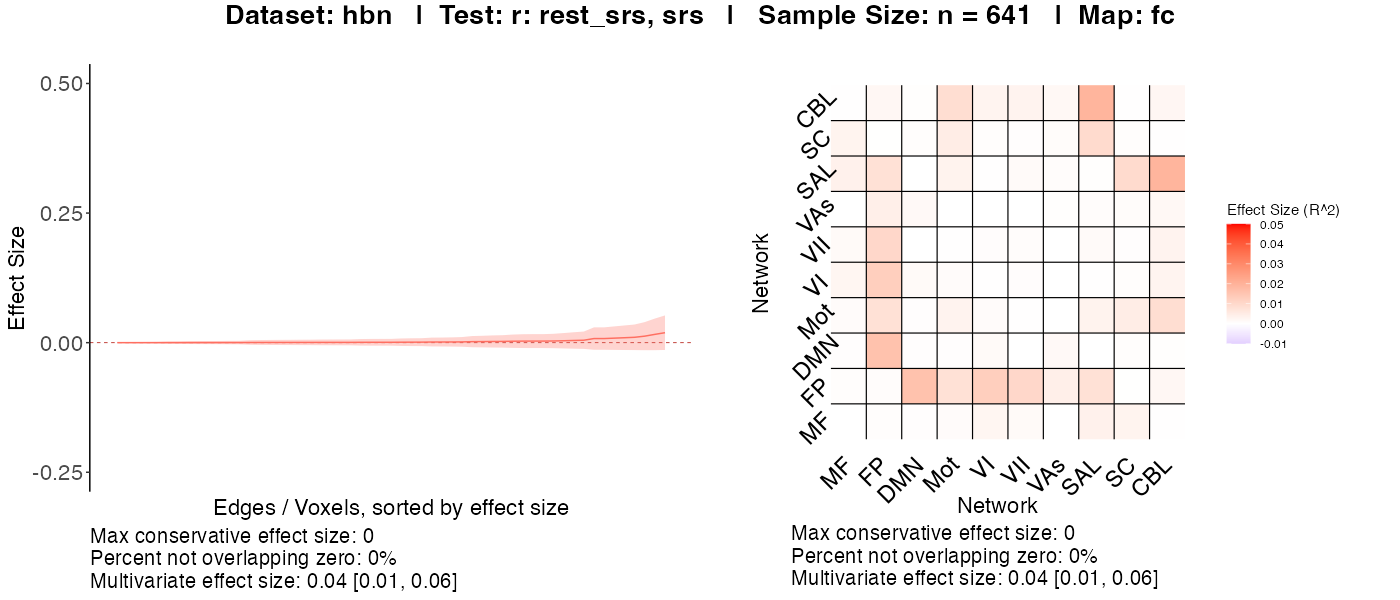 Dataset: hbn | Test: r: rest_srs, srs | Sample Size: n = 641 | Map: fc
Effect Size
0.50
0.25
0.00
-0.25
Edges / Voxels, sorted by effect size
Max conservative effect size: 0
Percent not overlapping zero: 0%
Multivariate effect size: 0.04 [0.01, 0.06]
Network
CBL
SC
SAL
VAs
VII
VI
Mot
DMN
FP
MF
MF FP DMN Mot VI VII VAs SAL SC CBL
Network
Max conservative effect size: 0
Percent not overlapping zero: 0%
Multivariate effect size: 0.04 [0.01, 0.06]
Effect Size (R^2)
0.05
0.04
0.03
0.02
0.01
0.00
-0.01